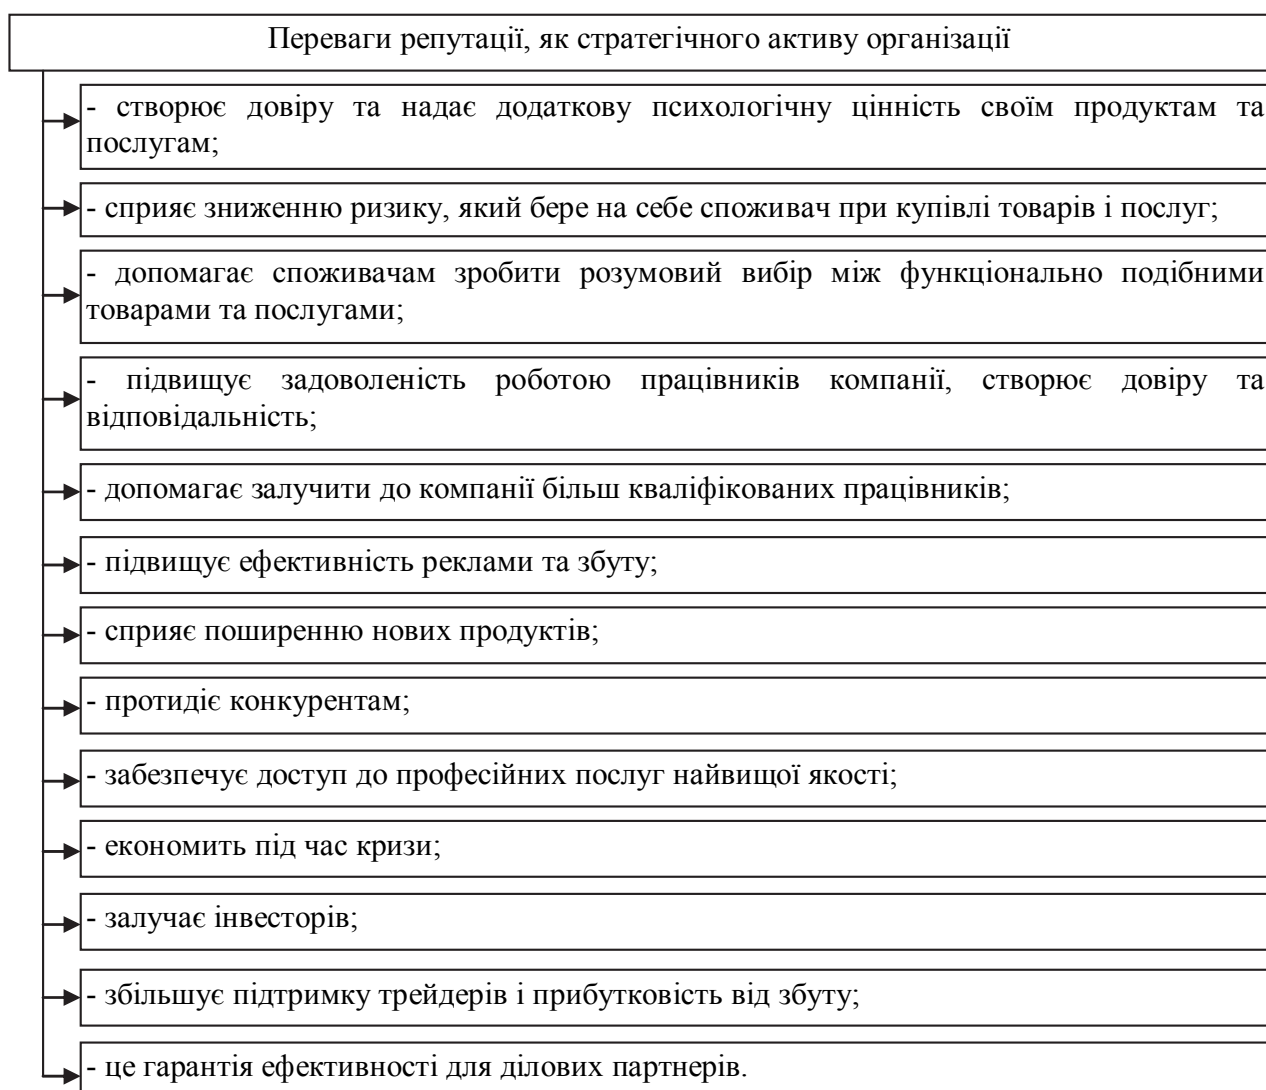 Переваги репутації, як стратегічного активу організації
- створює довіру та надає додаткову психологічну цінність своїм продуктам та
послугам;
- сприяє зниженню ризику, який бере на себе споживач при купівлі товарів і послуг;
- допомагає споживачам зробити розумовий вибір між функціонально подібними
товарами та послугами;
- підвищує задоволеність роботою працівників компанії, створює довіру та
відповідальність;
- допомагає залучити до компанії більш кваліфікованих працівників;
- підвищує ефективність реклами та збуту;
- сприяє поширенню нових продуктів;
- протидіє конкурентам;
- забезпечує доступ до професійних послуг найвищої якості;
- економить під час кризи;
- залучає інвесторів;
- збільшує підтримку трейдерів і прибутковість від збуту;
- це гарантія ефективності для ділових партнерів.